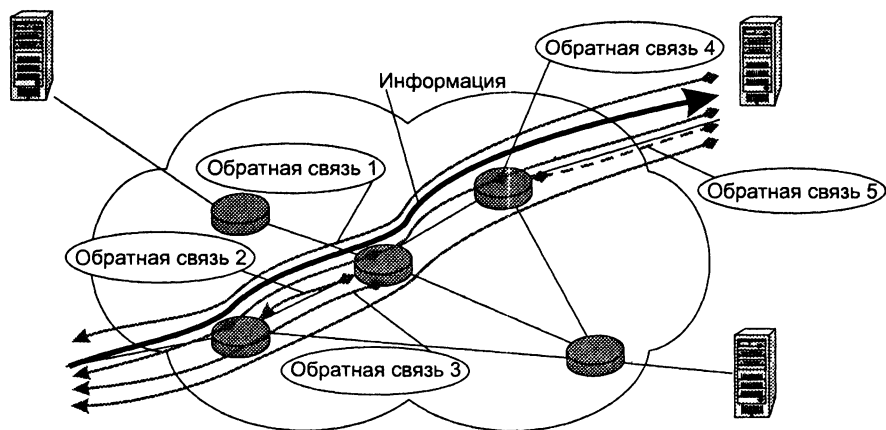 Обратная связь 4
Информация
Обратная связь 1
Обратная связь 5
Обратная связь 2
Обратная связь 3